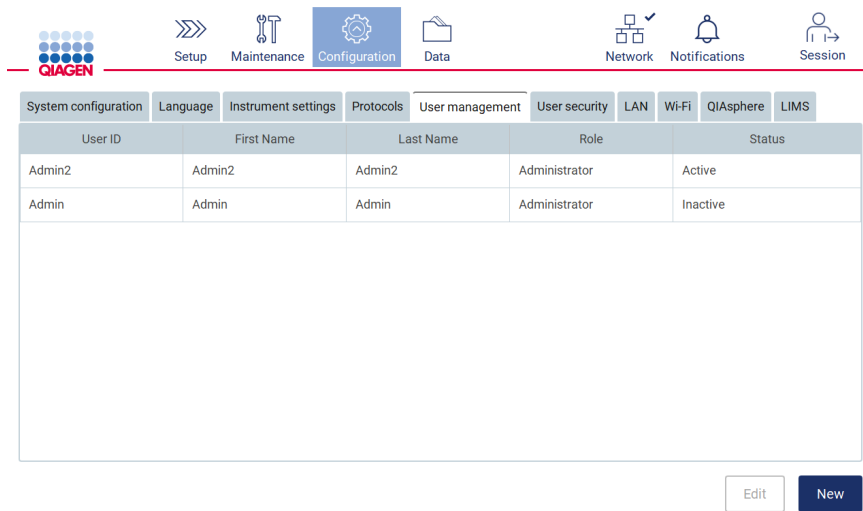 QIAGEN
Setup Maintenance Configuration Data Network Notifications Session
System configuration Language Instrument settings Protocols User management User security LAN Wi-Fi QIAsphere LIMS
User ID First Name Last Name Role Status
Admin2 Admin2 Admin2 Administrator Active
Admin Admin Admin Administrator Inactive
Edit New